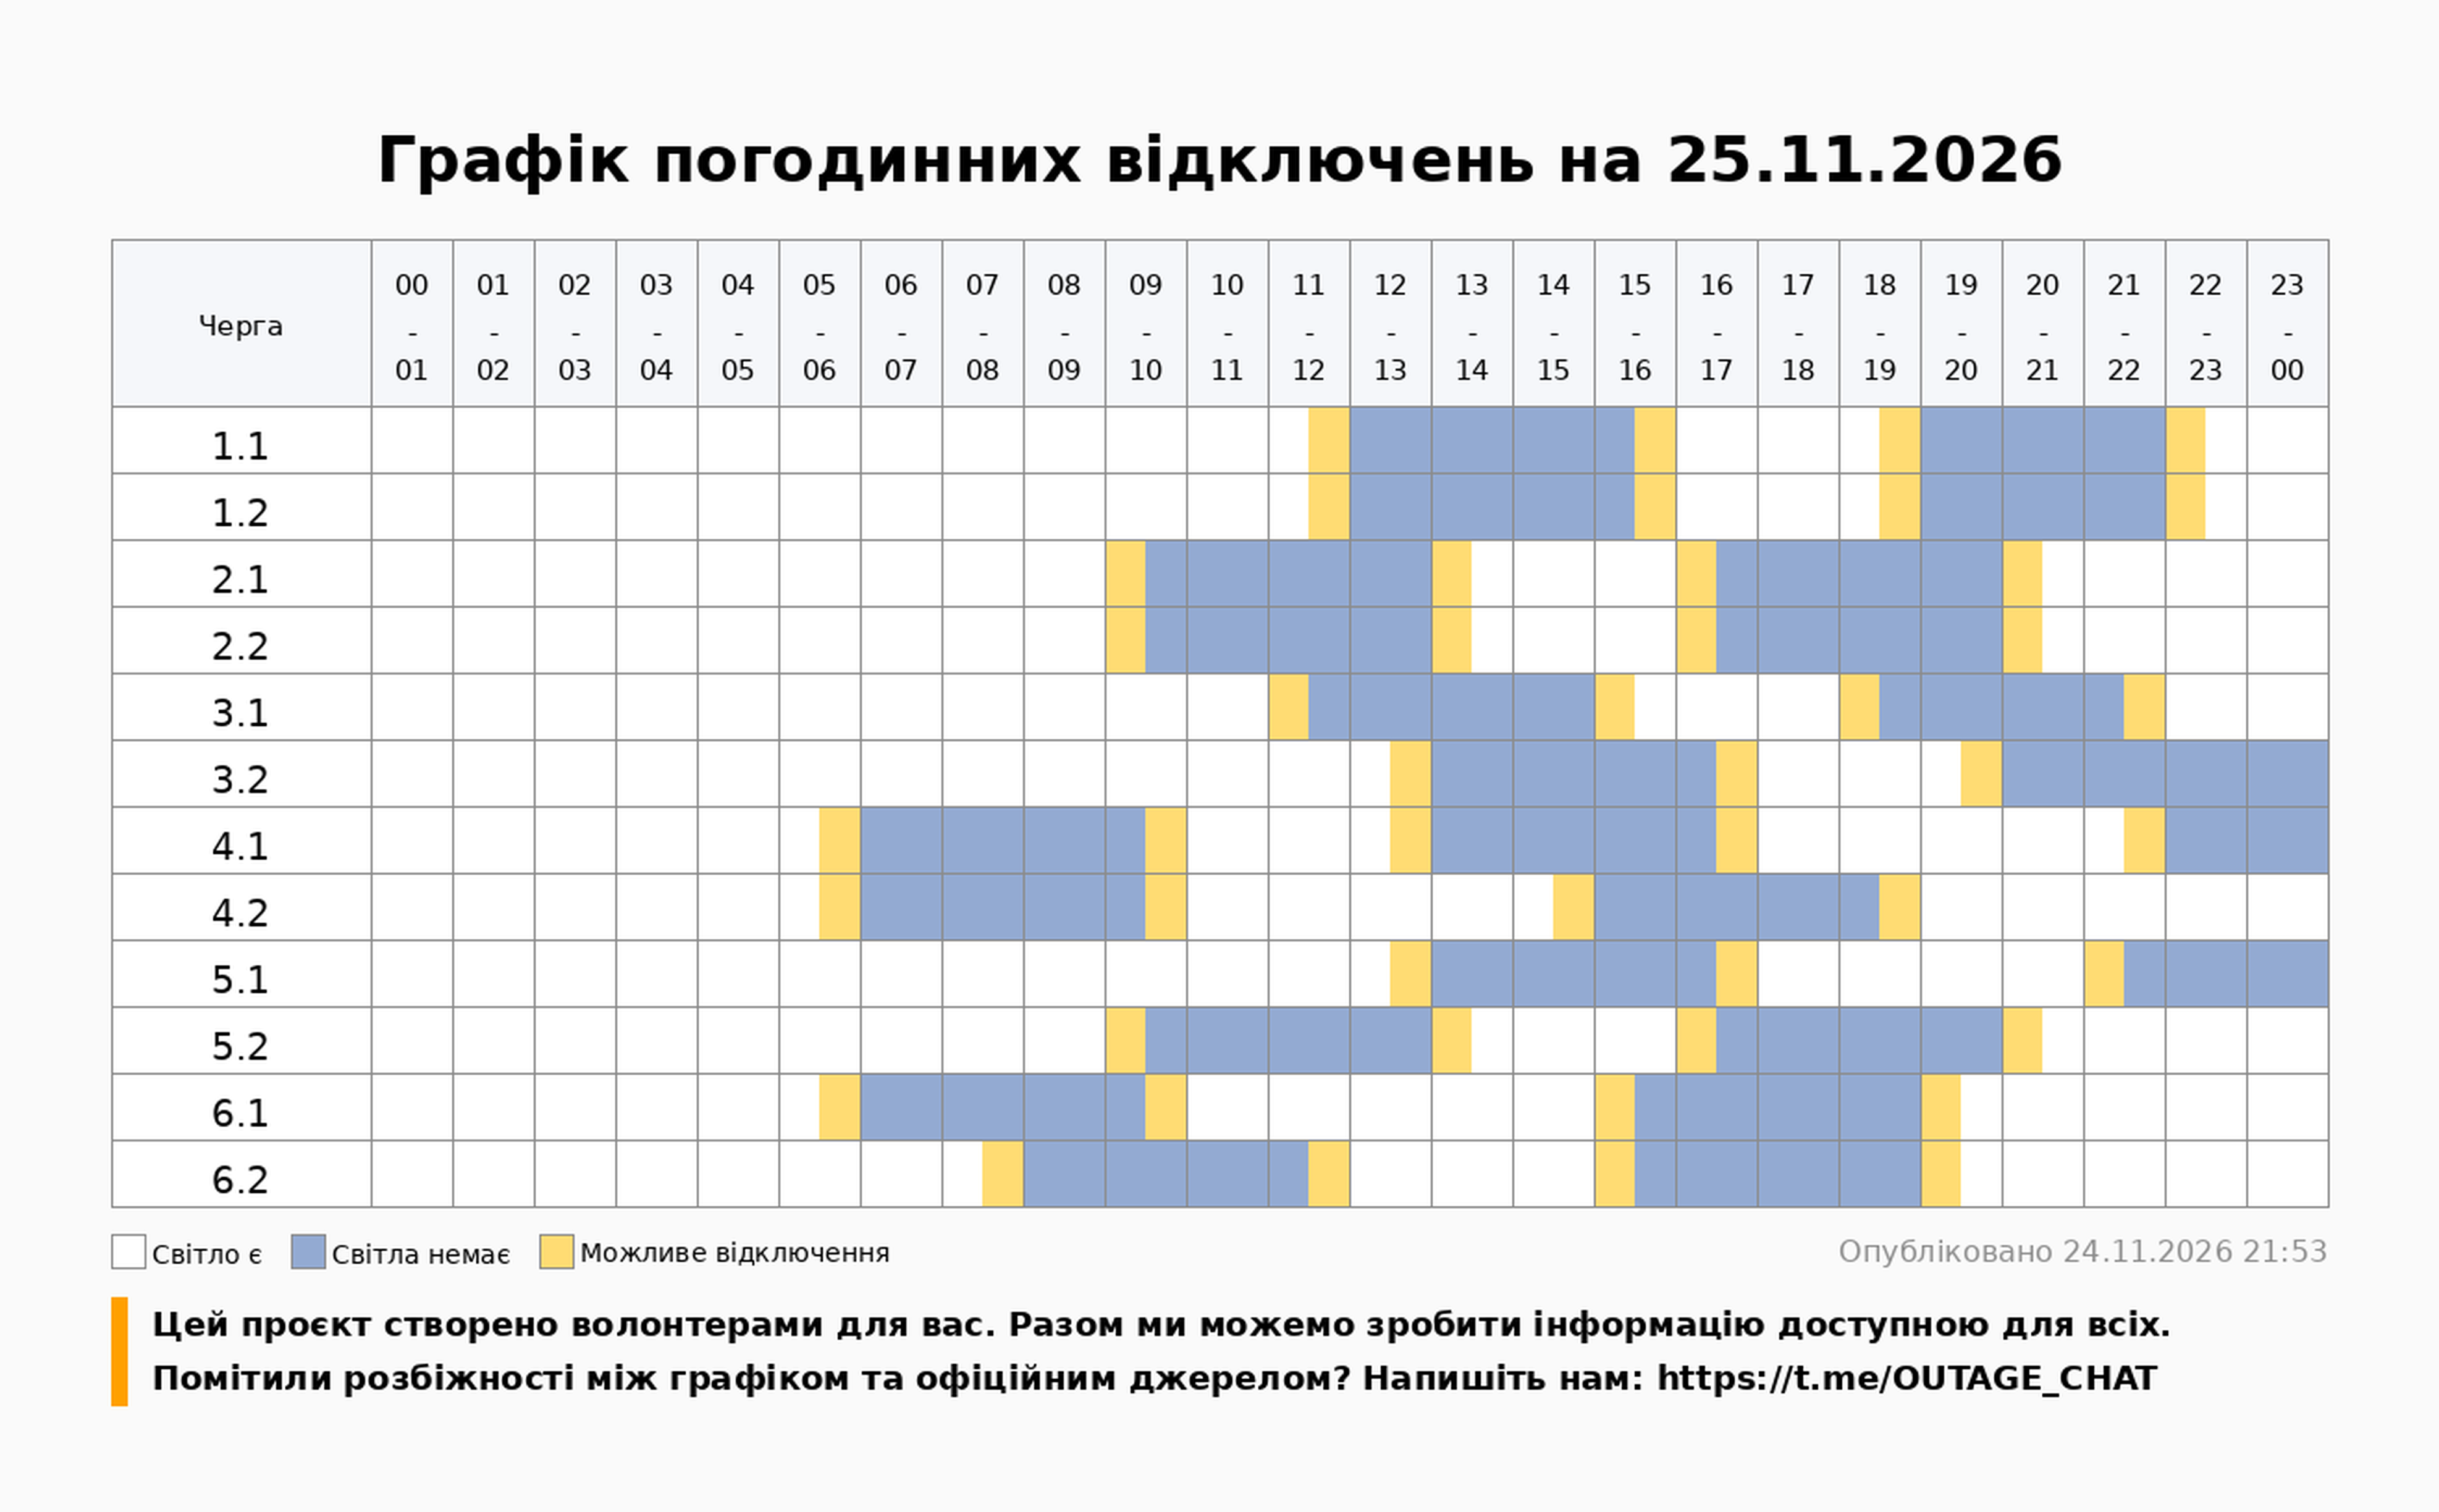 Графік погодинних відключень на 25.11.2026
Черга 00 - 01 01 - 02 02 - 03 03 - 04 04 - 05 05 - 06 06 - 07 07 - 08 08 - 09 09 - 10 10 - 11 11 - 12 12 - 13 13 - 14 14 - 15 15 - 16 16 - 17 17 - 18 18 - 19 19 - 20 20 - 21 21 - 22 22 - 23 23 - 00
1.1
1.2
2.1
2.2
3.1
3.2
4.1
4.2
5.1
5.2
6.1
6.2
Світло є Світла немає Можливе відключення Опубліковано 24.11.2026 21:53
Цей проєкт створено волонтерами для вас. Разом ми можемо зробити інформацію доступною для всіх.
Помітили розбіжності між графіком та офіційним джерелом? Напишіть нам: https://t.me/OUTAGE_CHAT